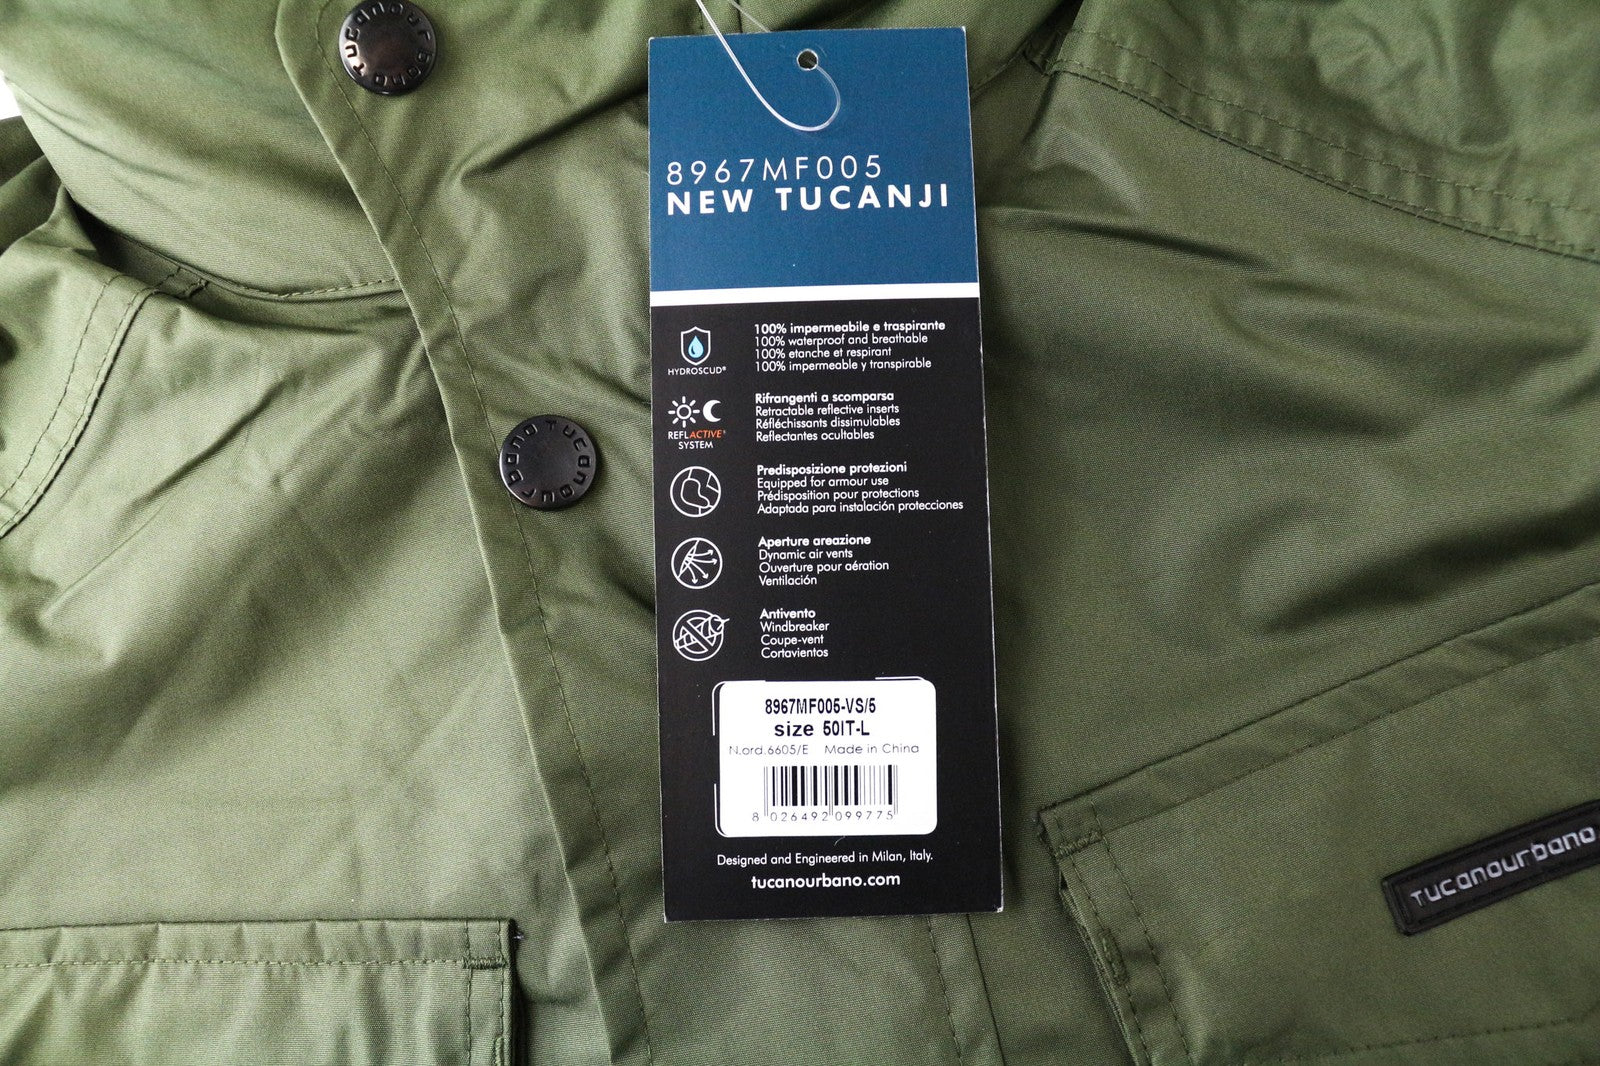 Tucanourbano
Tucanourbano
8967MF005
NEW TUCANJI
HYDROSCUD®
100% impermeabile e traspirante
100% waterproof and breathable
100% etanche et respirant
100% impermeable y transpirable
REFLACTIVE®
SYSTEM
Rifrangenti a scomparsa
Retractable reflective inserts
Réfléchissants dissimulables
Reflectantes ocultables
Predisposizione protezioni
Equipped for armour use
Prédisposition pour protections
Adaptada para instalación protecciones
Aperture areazione
Dynamic air vents
Ouverture pour aération
Ventilación
Antivento
Windbreaker
Coupe-vent
Cortavientos
8967MF005-VS/5
size 50IT-L
N.ord.6605/E Made in China
8 026492 099775
Designed and Engineered in Milan, Italy.
tucanourbano.com
Tucanourbano